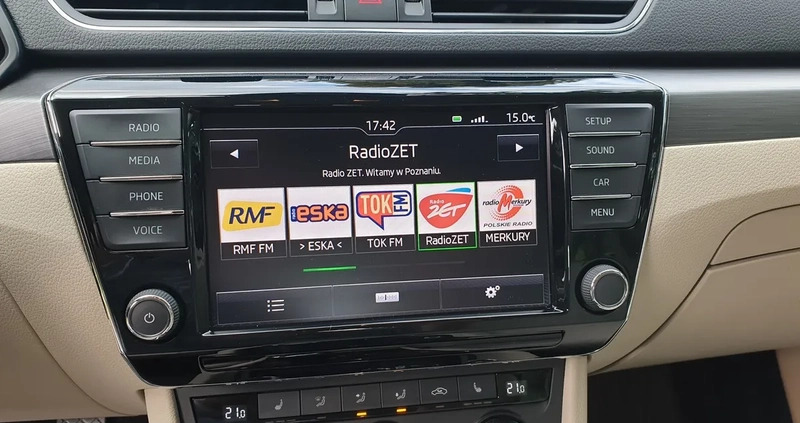 17:42
15.0°C
RADIO
MEDIA
PHONE
VOICE
SETUP
SOUND
CAR
MENU
RadioZET
Radio ZET. Witamy w Poznaniu.
RMF
eska
TOK FM
Radio ZET
radio Merkury
POLSKIE RADIO
RMF FM
> ESKA <
TOK FM
RadioZET
MERKURY
21.0
21.0